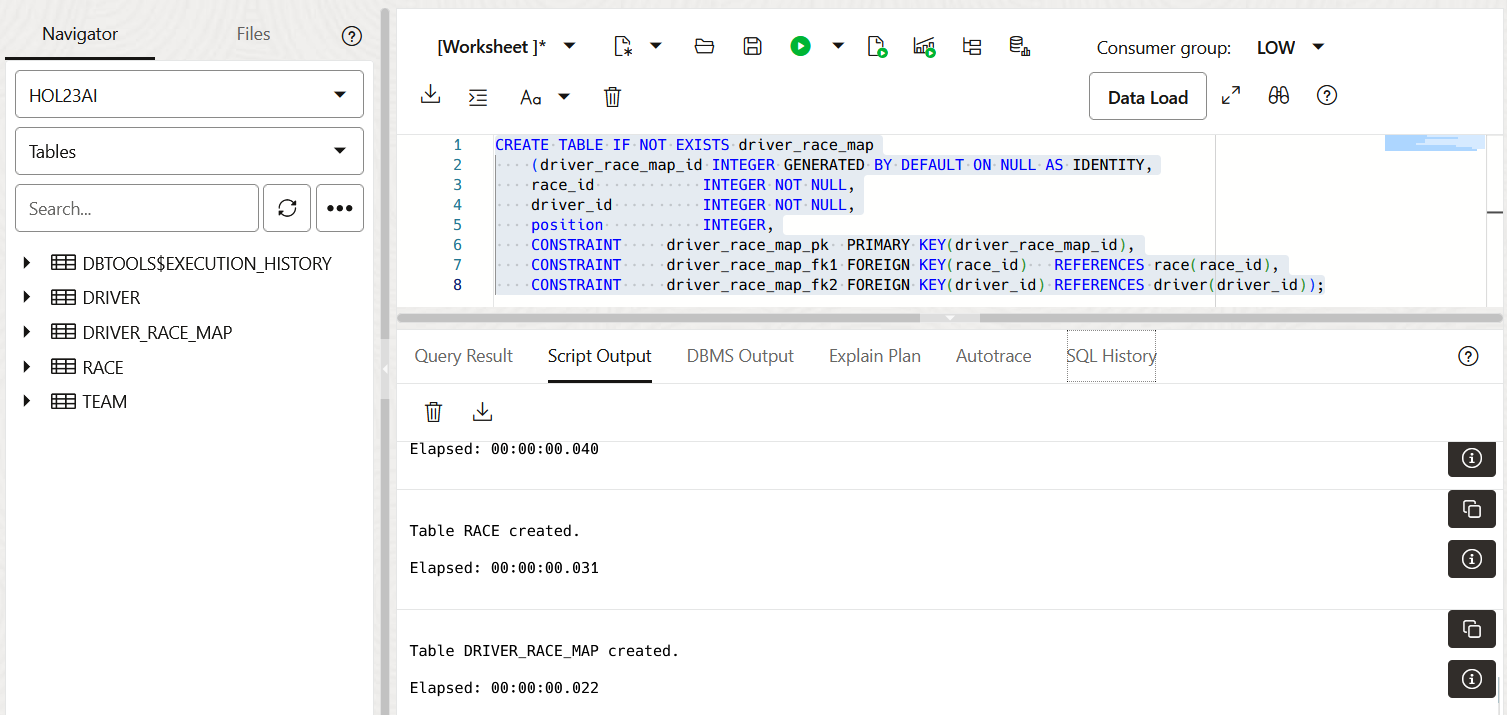 Navigator
Files
HOL23AI
Tables
Search...
DBTOOLS$EXECUTION_HISTORY
DRIVER
DRIVER_RACE_MAP
RACE
TEAM
[Worksheet ]*
Consumer group: LOW
Aa
Data Load
1 CREATE TABLE IF NOT EXISTS driver_race_map
2 (driver_race_map_id INTEGER GENERATED BY DEFAULT ON NULL AS IDENTITY,
3 race_id INTEGER NOT NULL,
4 driver_id INTEGER NOT NULL,
5 position INTEGER,
6 CONSTRAINT driver_race_map_pk PRIMARY KEY(driver_race_map_id),
7 CONSTRAINT driver_race_map_fk1 FOREIGN KEY(race_id) REFERENCES race(race_id),
8 CONSTRAINT driver_race_map_fk2 FOREIGN KEY(driver_id) REFERENCES driver(driver_id));
Query Result
Script Output
DBMS Output
Explain Plan
Autotrace
SQL History
Elapsed: 00:00:00.040
Table RACE created.
Elapsed: 00:00:00.031
Table DRIVER_RACE_MAP created.
Elapsed: 00:00:00.022